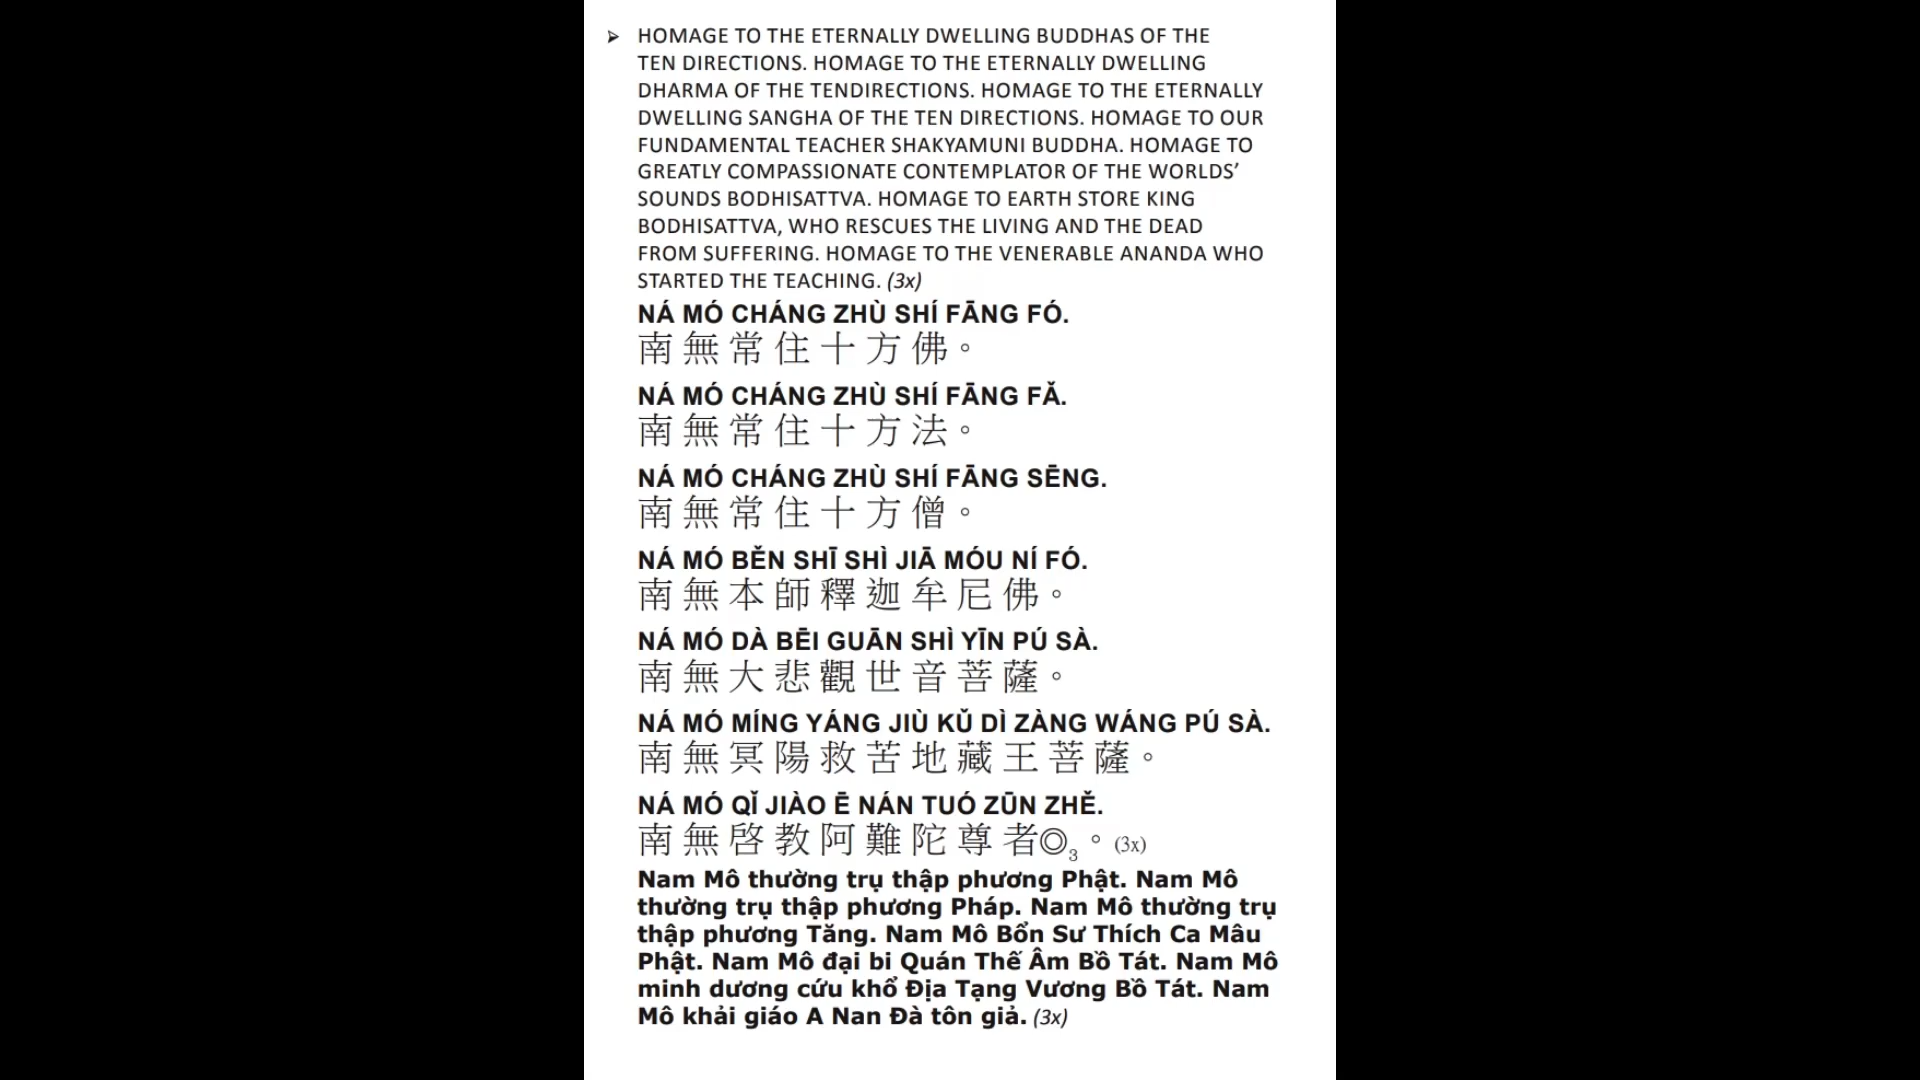 ➢ HOMAGE TO THE ETERNALLY DWELLING BUDDHAS OF THE
TEN DIRECTIONS. HOMAGE TO THE ETERNALLY DWELLING
DHARMA OF THE TENDIRECTIONS. HOMAGE TO THE ETERNALLY
DWELLING SANGHA OF THE TEN DIRECTIONS. HOMAGE TO OUR
FUNDAMENTAL TEACHER SHAKYAMUNI BUDDHA. HOMAGE TO
GREATLY COMPASSIONATE CONTEMPLATOR OF THE WORLDS’
SOUNDS BODHISATTVA. HOMAGE TO EARTH STORE KING
BODHISATTVA, WHO RESCUES THE LIVING AND THE DEAD
FROM SUFFERING. HOMAGE TO THE VENERABLE ANANDA WHO
STARTED THE TEACHING. (3x)
NÁ MÓ CHÁNG ZHÙ SHÍ FĀNG FÓ.
南無常住十方佛。
NÁ MÓ CHÁNG ZHÙ SHÍ FĀNG FǍ.
南無常住十方法。
NÁ MÓ CHÁNG ZHÙ SHÍ FĀNG SĒNG.
南無常住十方僧。
NÁ MÓ BĚN SHĪ SHÌ JIĀ MÓU NÍ FÓ.
南無本師釋迦牟尼佛。
NÁ MÓ DÀ BĒI GUĀN SHÌ YĪN PÚ SÀ.
南無大悲觀世音菩薩。
NÁ MÓ MÍNG YÁNG JIÙ KǓ DÌ ZÀNG WÁNG PÚ SÀ.
南無冥陽救苦地藏王菩薩。
NÁ MÓ QǏ JIÀO Ē NÁN TUÓ ZŪN ZHĚ.
南無啓教阿難陀尊者◎3。(3x)
Nam Mô thường trụ thập phương Phật. Nam Mô
thường trụ thập phương Pháp. Nam Mô thường trụ
thập phương Tăng. Nam Mô Bổn Sư Thích Ca Mâu
Phật. Nam Mô đại bi Quán Thế Âm Bồ Tát. Nam Mô
minh dương cứu khổ Địa Tạng Vương Bồ Tát. Nam
Mô khải giáo A Nan Đà tôn giả. (3x)